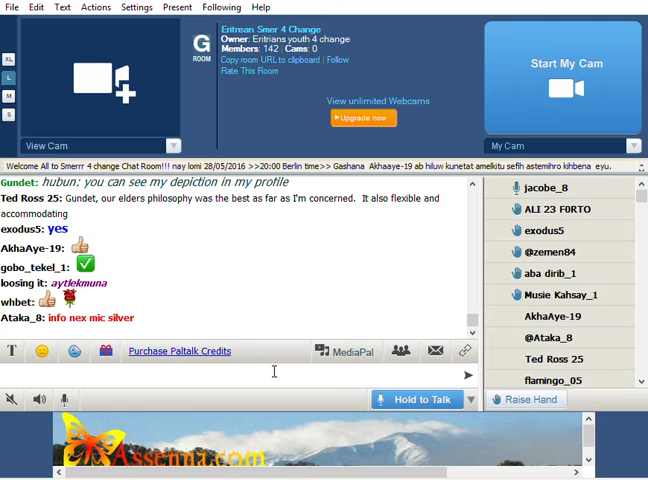 File Edit Text Actions Settings Present Following Help
XL
L
M
S
View Cam
G
ROOM
Eritrean Smer 4 Change
Owner: Eritrians youth 4 change
Members: 142 | Cams: 0
Copy room URL to clipboard | Follow
Rate This Room
View unlimited Webcams
Upgrade now
Start My Cam
My Cam
Welcome All to Smerrr 4 change Chat Room!!! nay lomi 28/05/2016 >>20:00 Berlin time>> Gashana Akhaaye-19 ab hiluw kunetat amelkitu sefih astemihro kihbena eyu.
Gundet: hubun: you can see my depiction in my profile
Ted Ross 25: Gundet, our elders philosophy was the best as far as I'm concerned. It also flexible and
accommodating
exodus5: yes
AkhaAye-19:
gobo_tekel_1:
loosing it: aytlekmuna
whbet:
Ataka_8: info nex mic silver
jacobe_8
ALI 23 F0RTO
exodus5
@zemen84
aba dirib_1
Musie Kahsay_1
AkhaAye-19
@Ataka_8
Ted Ross 25
flamingo_05
T Purchase Paltalk Credits MediaPal
Hold to Talk
Raise Hand
Assenna.com